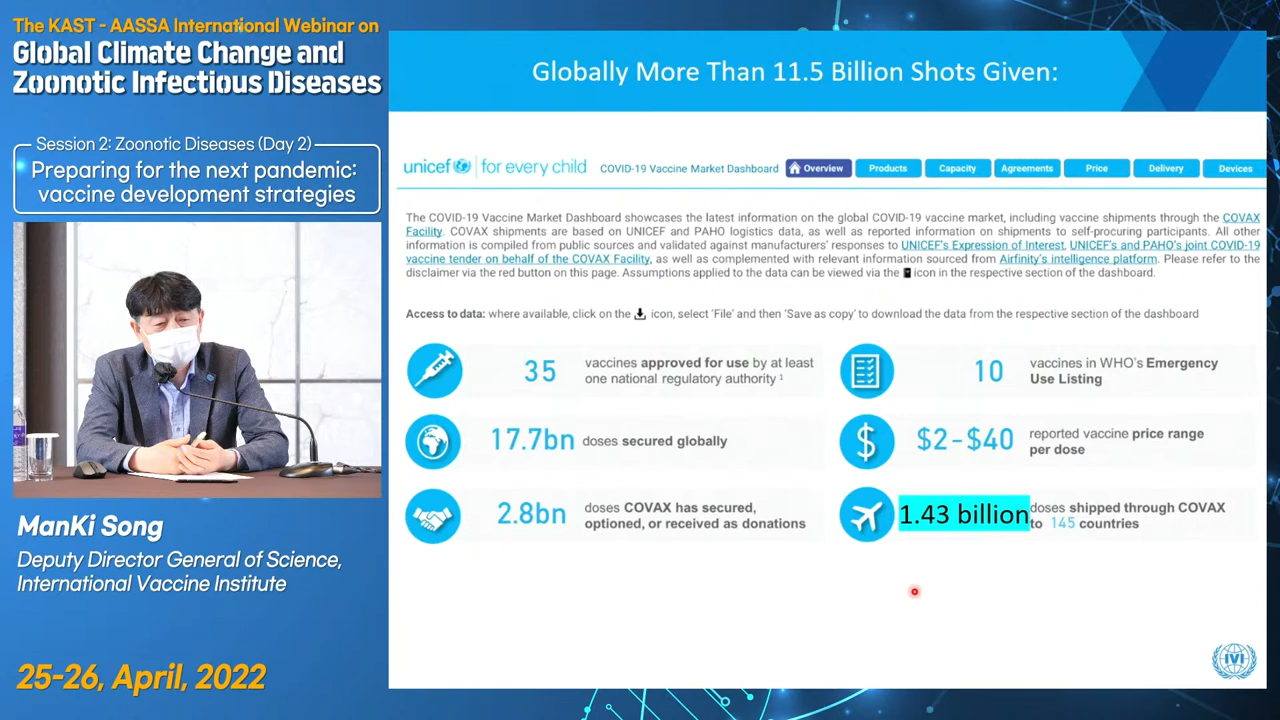 The KAST - AASSA International Webinar on
Global Climate Change and
Zoonotic Infectious Diseases
Session 2: Zoonotic Diseases (Day 2)
Preparing for the next pandemic:
vaccine development strategies
ManKi Song
Deputy Director General of Science,
International Vaccine Institute
25-26, April, 2022
Globally More Than 11.5 Billion Shots Given:
unicef for every child COVID-19 Vaccine Market Dashboard Overview Products Capacity Agreements Price Delivery Devices
The COVID-19 Vaccine Market Dashboard showcases the latest information on the global COVID-19 vaccine market, including vaccine shipments through the COVAX
Facility. COVAX shipments are based on UNICEF and PAHO logistics data, as well as reported information on shipments to self-procuring participants. All other
information is compiled from public sources and validated against manufacturers' responses to UNICEF's Expression of Interest, UNICEF's and PAHO's joint COVID-19
vaccine tender on behalf of the COVAX Facility, as well as complemented with relevant information sourced from Airfinity's intelligence platform. Please refer to the
disclaimer via the red button on this page. Assumptions applied to the data can be viewed via the icon in the respective section of the dashboard.
Access to data: where available, click on the icon, select 'File' and then 'Save as copy' to download the data from the respective section of the dashboard
35 vaccines approved for use by at least
one national regulatory authority 1
10 vaccines in WHO's Emergency
Use Listing
17.7bn doses secured globally
$2-$40 reported vaccine price range
per dose
2.8bn doses COVAX has secured,
optioned, or received as donations
1.43 billion doses shipped through COVAX
to 145 countries
IVI